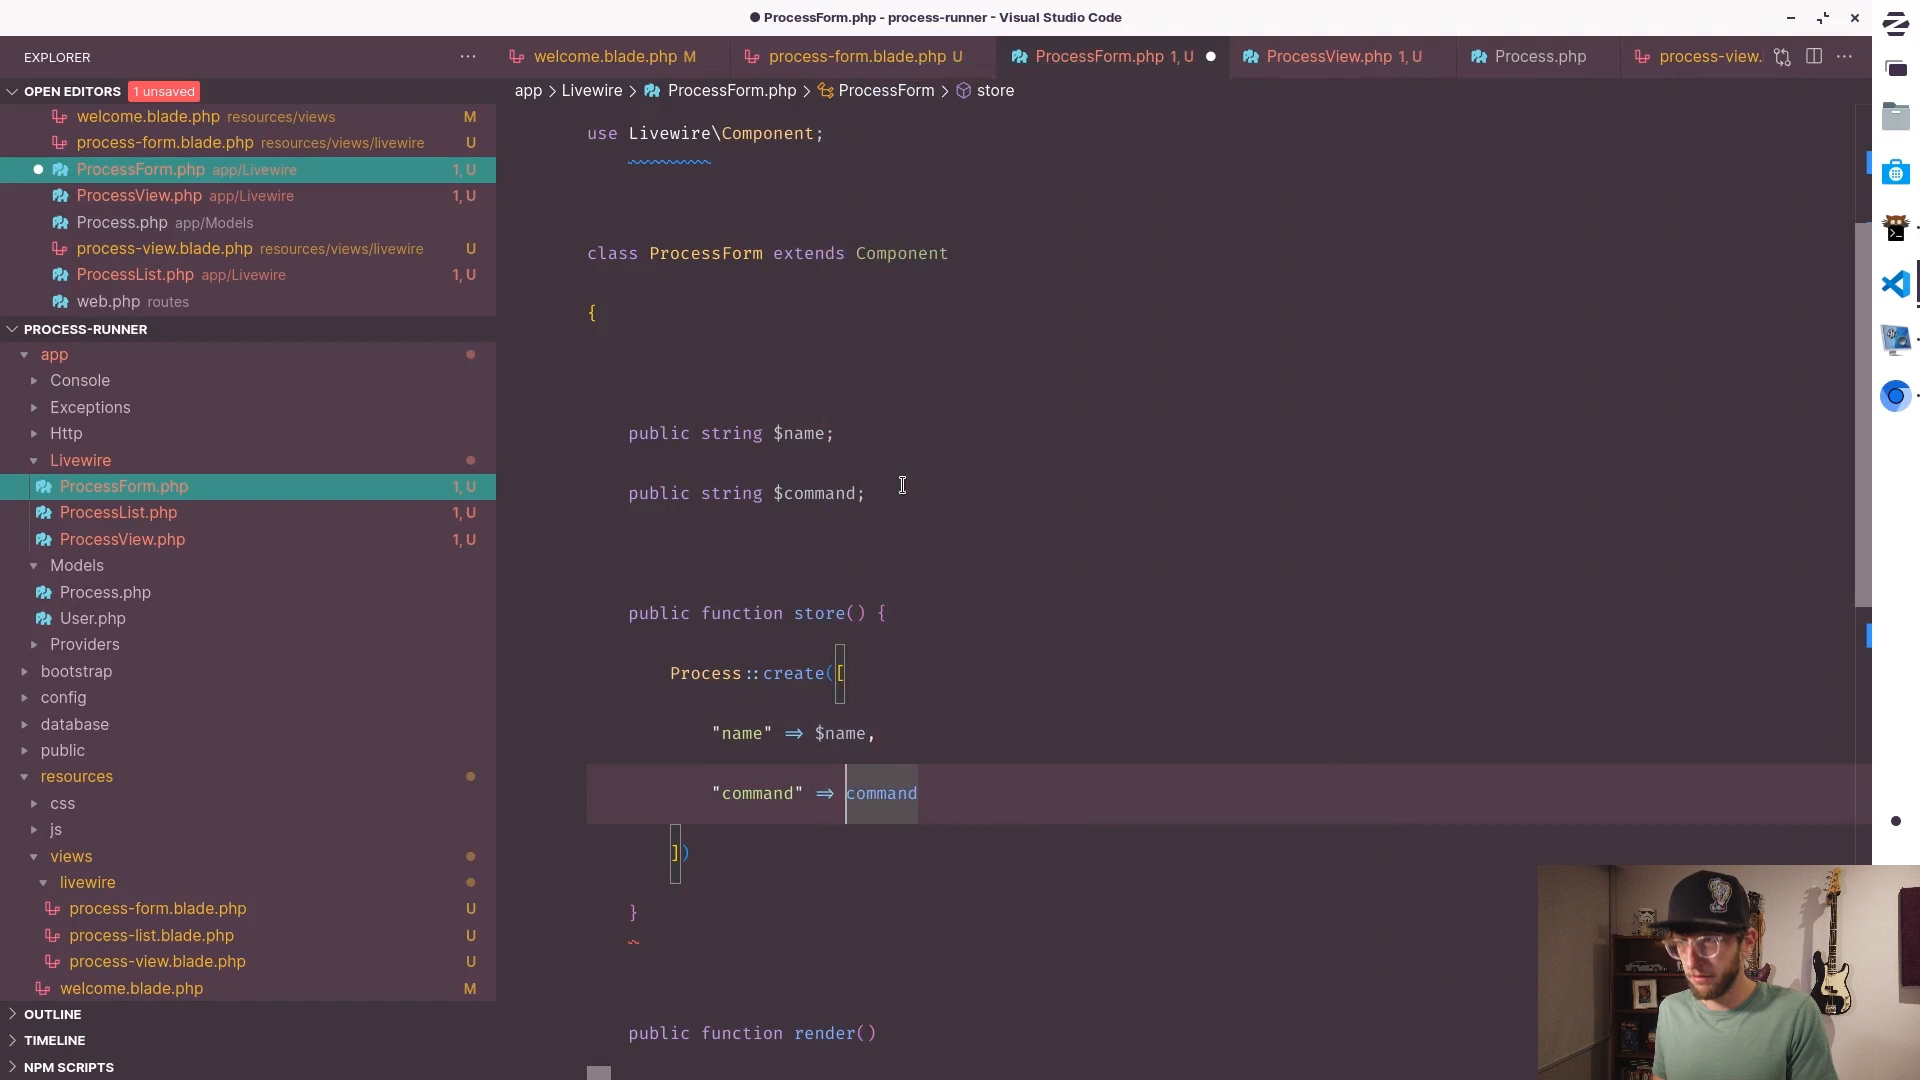 ProcessForm.php - process-runner - Visual Studio Code
EXPLORER
welcome.blade.php M
process-form.blade.php U
ProcessForm.php 1, U
ProcessView.php 1, U
Process.php
process-view.
OPEN EDITORS 1 unsaved
app > Livewire > ProcessForm.php > ProcessForm > store
welcome.blade.php resources/views M
process-form.blade.php resources/views/livewire U
ProcessForm.php app/Livewire 1, U
ProcessView.php app/Livewire 1, U
Process.php app/Models
process-view.blade.php resources/views/livewire U
ProcessList.php app/Livewire 1, U
web.php routes
PROCESS-RUNNER
app
Console
Exceptions
Http
Livewire
ProcessForm.php 1, U
ProcessList.php 1, U
ProcessView.php 1, U
Models
Process.php
User.php
Providers
bootstrap
config
database
public
resources
css
js
views
livewire
process-form.blade.php U
process-list.blade.php U
process-view.blade.php U
welcome.blade.php M
OUTLINE
TIMELINE
NPM SCRIPTS
use Livewire\Component;
class ProcessForm extends Component
{
public string $name;
public string $command;
public function store() {
Process::create([
"name" => $name,
"command" => command
])
}
public function render()